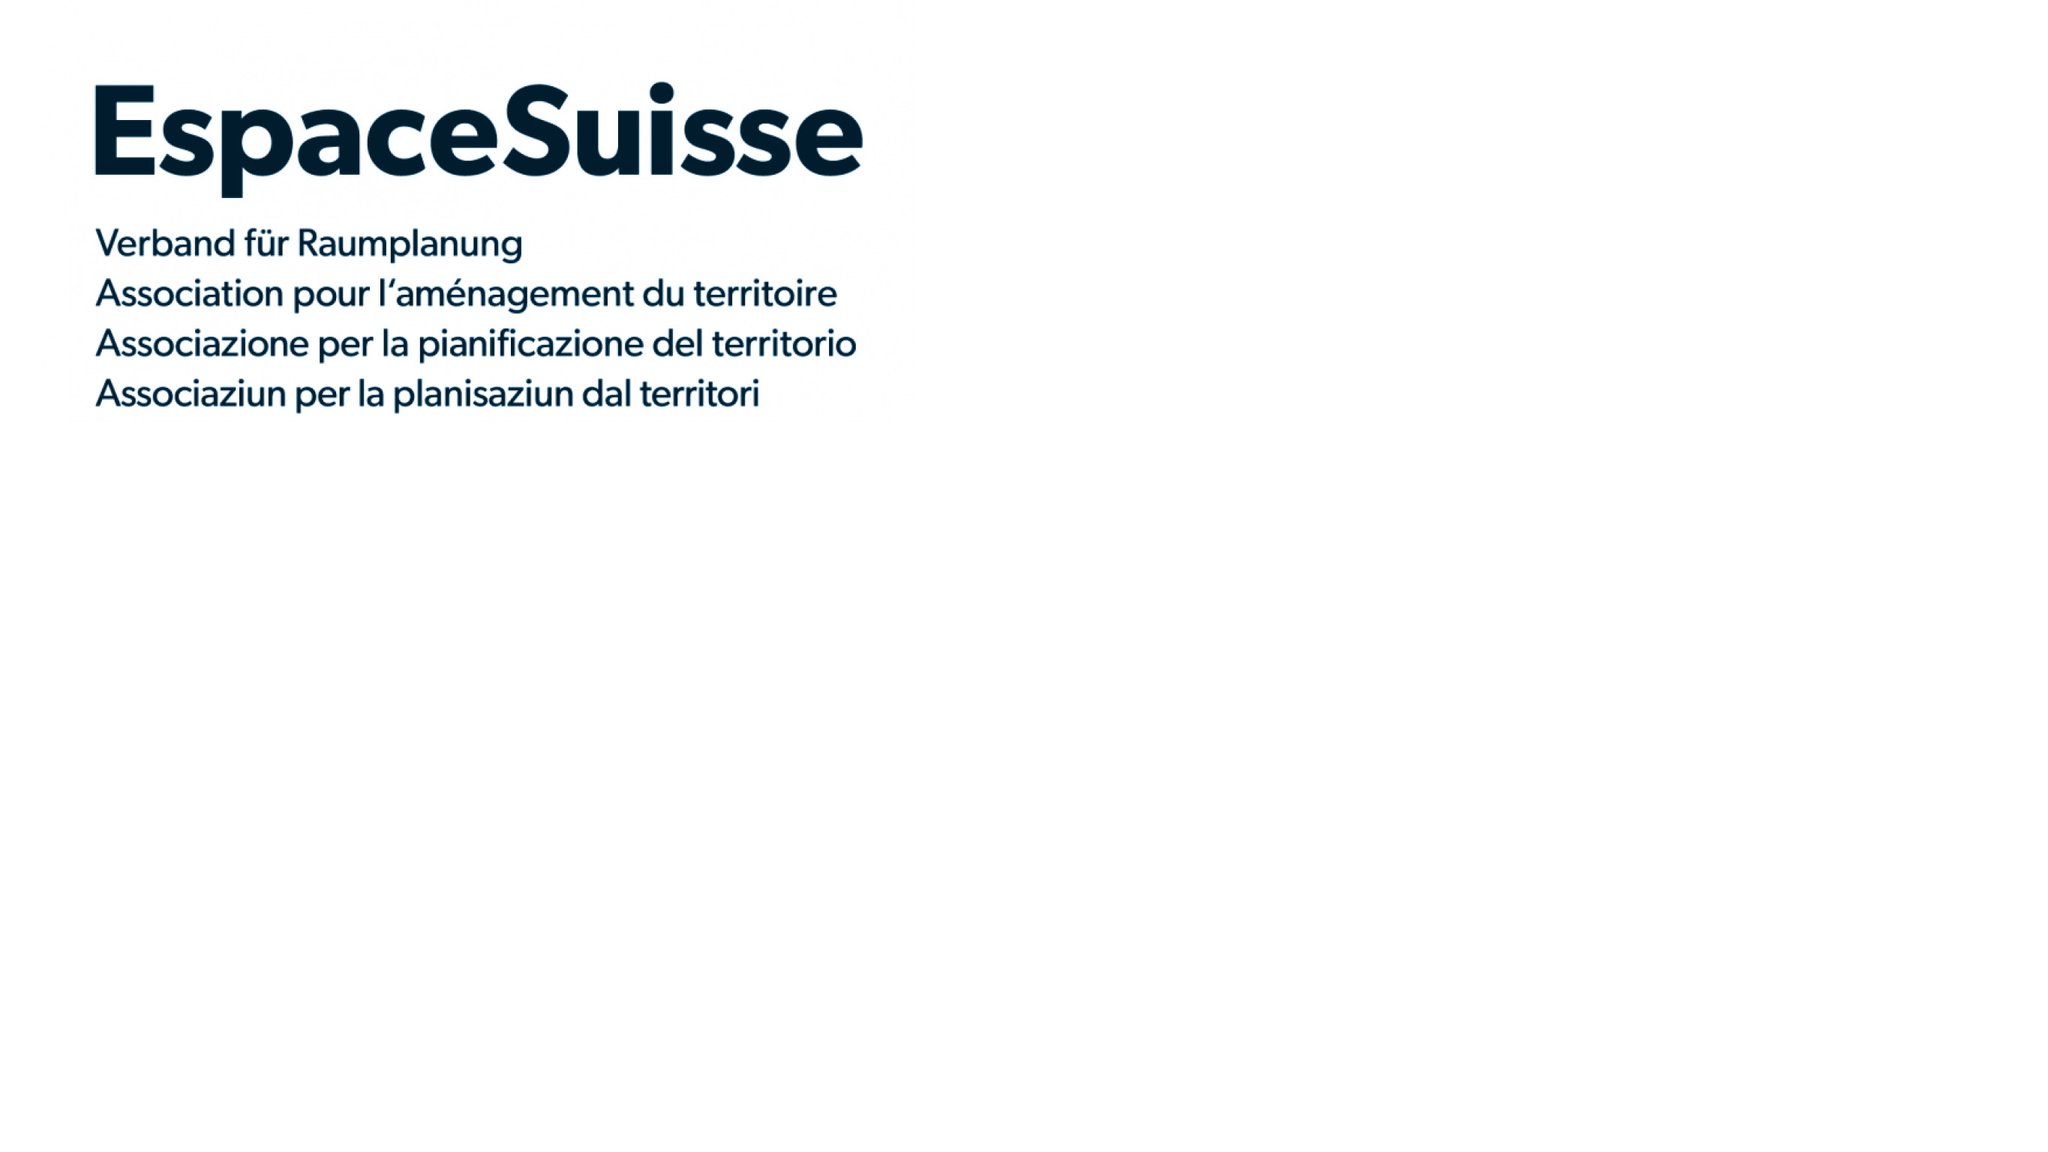 EspaceSuisse
Verband für Raumplanung
Association pour l‘aménagement du territoire
Associazione per la pianificazione del territorio
Associaziun per la planisaziun dal territori